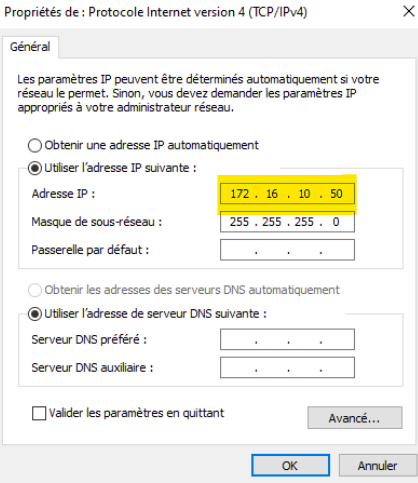 Propriétés de : Protocole Internet version 4 (TCP/IPv4)
Général
Les paramètres IP peuvent être déterminés automatiquement si votre
réseau le permet. Sinon, vous devez demander les paramètres IP
appropriés à votre administrateur réseau.
Obtenir une adresse IP automatiquement
Utiliser l'adresse IP suivante :
Adresse IP : 172 . 16 . 10 . 50
Masque de sous-réseau : 255 . 255 . 255 . 0
Passerelle par défaut : . . .
Obtenir les adresses des serveurs DNS automatiquement
Utiliser l'adresse de serveur DNS suivante :
Serveur DNS préféré : . . .
Serveur DNS auxiliaire : . . .
Valider les paramètres en quittant
Avancé...
OK Annuler